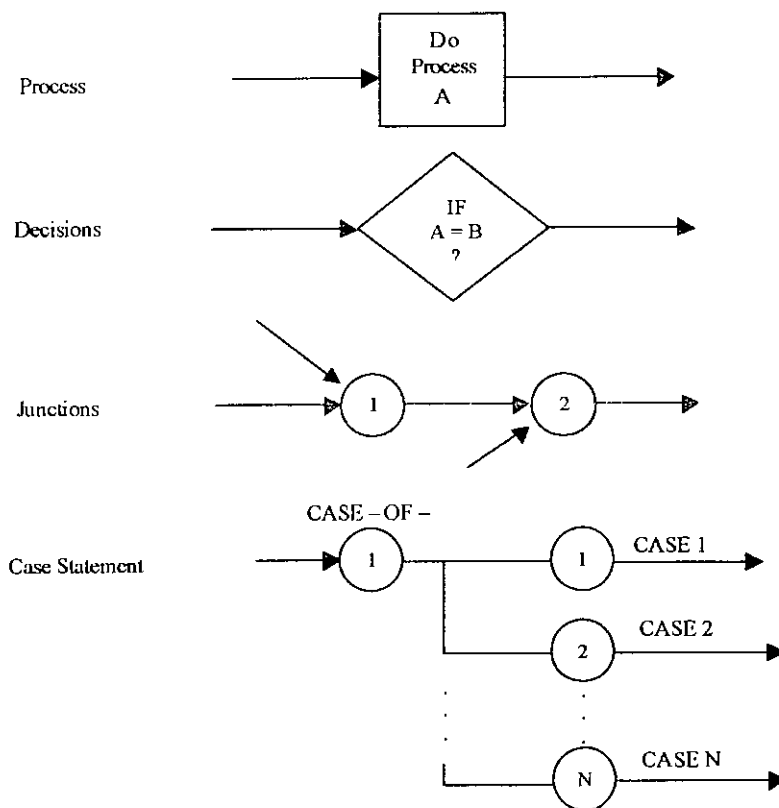 Process
Do
Process
A
Decisions
IF
A = B
?
Junctions
1
2
Case Statement
CASE – OF –
1
1
CASE 1
2
CASE 2
N
CASE N